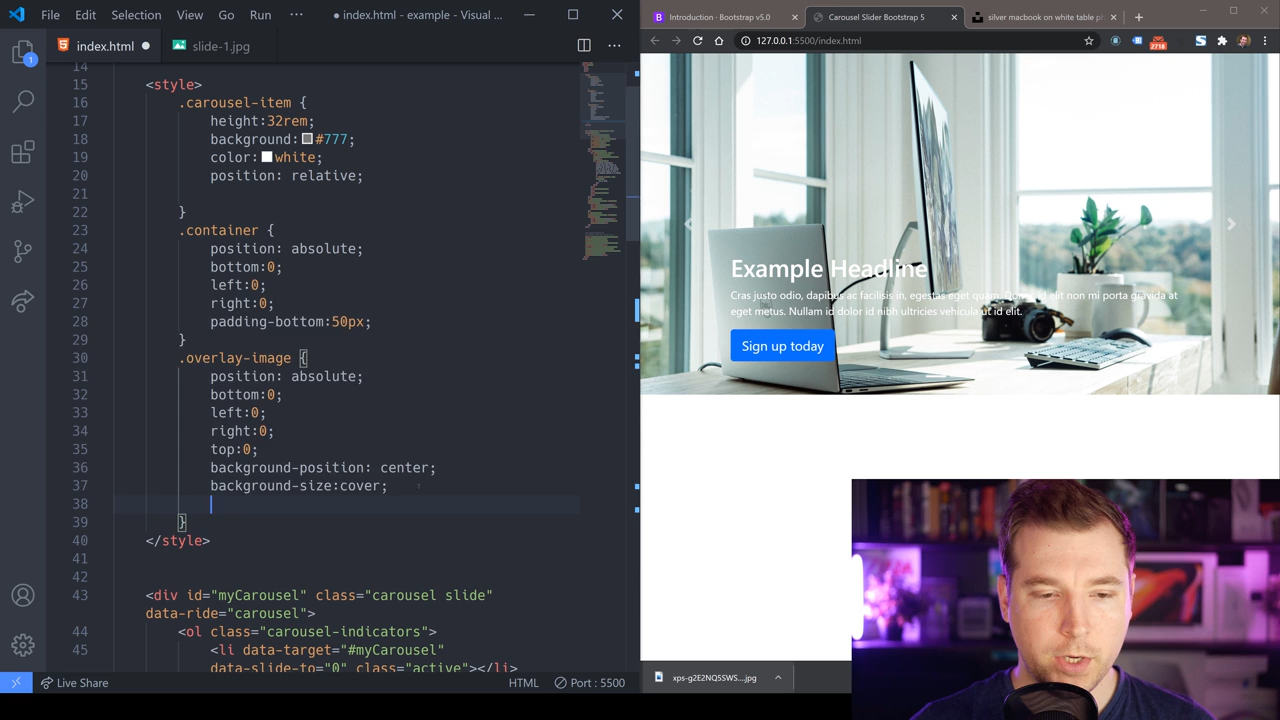 File Edit Selection View Go Run ··· ● index.html - example - Visual ...
index.html ● slide-1.jpg ···
1
14
15 <style>
16 .carousel-item {
17 height:32rem;
18 background: #777;
19 color: white;
20 position: relative;
21
22 }
23 .container {
24 position: absolute;
25 bottom:0;
26 left:0;
27 right:0;
28 padding-bottom:50px;
29 }
30 .overlay-image {
31 position: absolute;
32 bottom:0;
33 left:0;
34 right:0;
35 top:0;
36 background-position: center;
37 background-size:cover;
38
39 }
40 </style>
41
42
43 <div id="myCarousel" class="carousel slide"
data-ride="carousel">
44 <ol class="carousel-indicators">
45 <li data-target="#myCarousel"
data-slide-to="0" class="active"></li>
Live Share HTML Port : 5500
B Introduction · Bootstrap v5.0 Carousel Slider Bootstrap 5 silver macbook on white table ph
127.0.0.1:5500/index.html 2718
Example Headline
Cras justo odio, dapibus ac facilisis in, egestas eget quam. Donec id elit non mi porta gravida at
eget metus. Nullam id dolor id nibh ultricies vehicula ut id elit.
Sign up today
xps-g2E2NQ5SWS....jpg